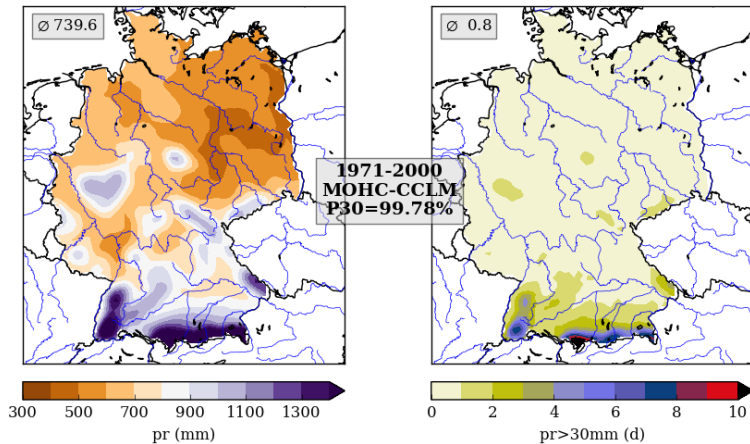 Ø 739.6
Ø 0.8
1971-2000
MOHC-CCLM
P30=99.78%
300 500 700 900 1100 1300
pr (mm)
0 2 4 6 8 10
pr>30mm (d)